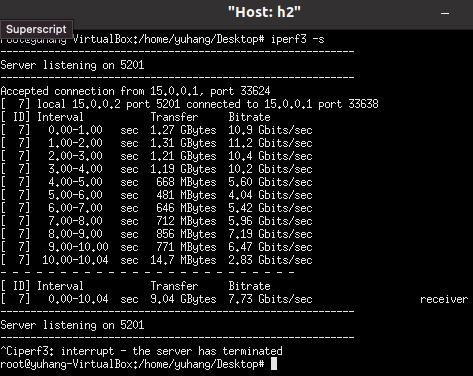 "Host: h2"
Superscript
root@yuhang-VirtualBox:/home/yuhang/Desktop# iperf3 -s
-----------------------------------------------------------
Server listening on 5201
-----------------------------------------------------------
Accepted connection from 15.0.0.1, port 33624
[  7] local 15.0.0.2 port 5201 connected to 15.0.0.1 port 33638
[ ID] Interval           Transfer     Bitrate
[  7]   0.00-1.00   sec  1.27 GBytes  10.9 Gbits/sec
[  7]   1.00-2.00   sec  1.31 GBytes  11.2 Gbits/sec
[  7]   2.00-3.00   sec  1.21 GBytes  10.4 Gbits/sec
[  7]   3.00-4.00   sec  1.19 GBytes  10.2 Gbits/sec
[  7]   4.00-5.00   sec   668 MBytes  5.60 Gbits/sec
[  7]   5.00-6.00   sec   481 MBytes  4.04 Gbits/sec
[  7]   6.00-7.00   sec   646 MBytes  5.42 Gbits/sec
[  7]   7.00-8.00   sec   712 MBytes  5.96 Gbits/sec
[  7]   8.00-9.00   sec   856 MBytes  7.19 Gbits/sec
[  7]   9.00-10.00  sec   771 MBytes  6.47 Gbits/sec
[  7]  10.00-10.04  sec  14.7 MBytes  2.83 Gbits/sec
- - - - - - - - - - - - - - - - - - - - - - - - -
[ ID] Interval           Transfer     Bitrate
[  7]   0.00-10.04  sec  9.04 GBytes  7.73 Gbits/sec                  receiver
-----------------------------------------------------------
Server listening on 5201
-----------------------------------------------------------
^Ciperf3: interrupt - the server has terminated
root@yuhang-VirtualBox:/home/yuhang/Desktop#